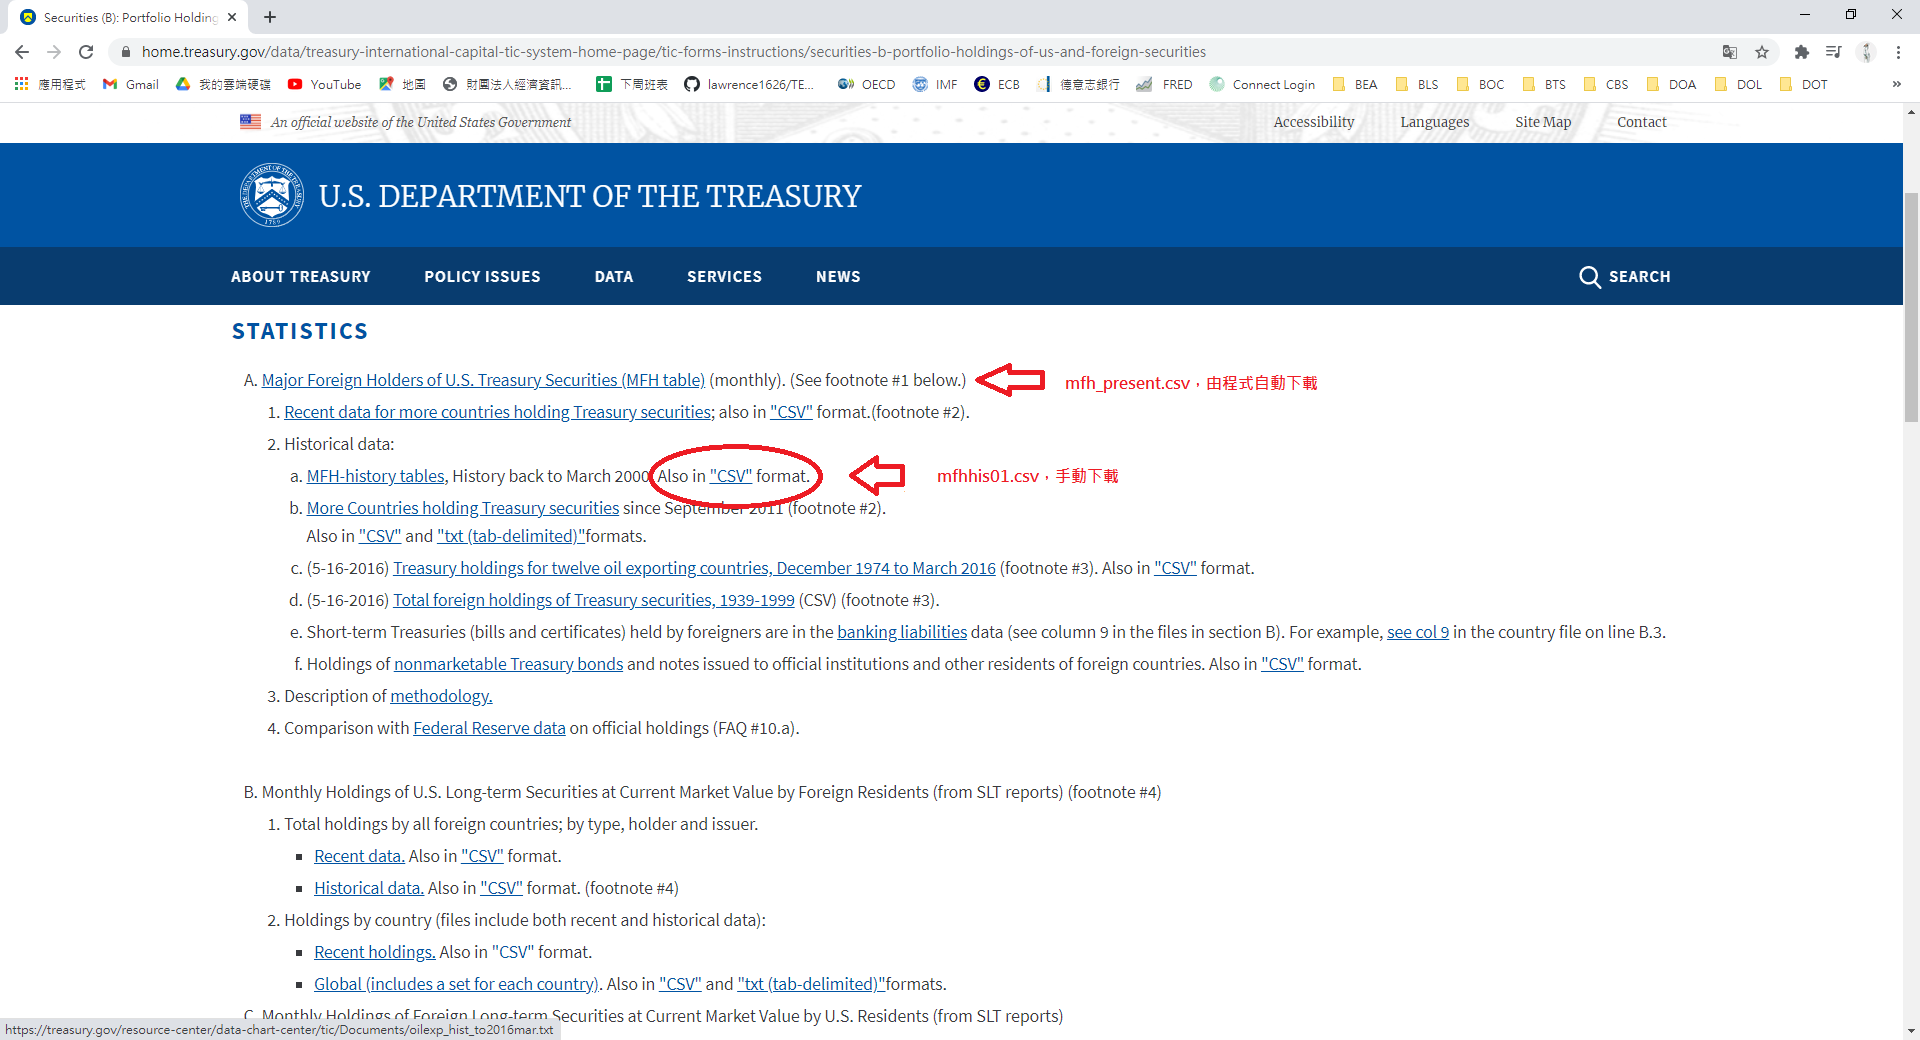 Securities (B): Portfolio Holding
home.treasury.gov/data/treasury-international-capital-tic-system-home-page/tic-forms-instructions/securities-b-portfolio-holdings-of-us-and-foreign-securities
應用程式 Gmail 我的雲端硬碟 YouTube 地圖 財團法人經濟資訊... 下周班表 lawrence1626/TE... OECD IMF ECB 德意志銀行 FRED Connect Login BEA BLS BOC BTS CBS DOA DOL DOT »
An official website of the United States Government Accessibility Languages Site Map Contact
U.S. DEPARTMENT OF THE TREASURY
ABOUT TREASURY POLICY ISSUES DATA SERVICES NEWS SEARCH
STATISTICS
A. Major Foreign Holders of U.S. Treasury Securities (MFH table) (monthly). (See footnote #1 below.) mfh_present.csv，由程式自動下載
1. Recent data for more countries holding Treasury securities; also in "CSV" format.(footnote #2).
2. Historical data:
a. MFH-history tables, History back to March 2000. Also in "CSV" format. mfhhis01.csv，手動下載
b. More Countries holding Treasury securities since September 2011 (footnote #2).
Also in "CSV" and "txt (tab-delimited)"formats.
c. (5-16-2016) Treasury holdings for twelve oil exporting countries, December 1974 to March 2016 (footnote #3). Also in "CSV" format.
d. (5-16-2016) Total foreign holdings of Treasury securities, 1939-1999 (CSV) (footnote #3).
e. Short-term Treasuries (bills and certificates) held by foreigners are in the banking liabilities data (see column 9 in the files in section B). For example, see col 9 in the country file on line B.3.
f. Holdings of nonmarketable Treasury bonds and notes issued to official institutions and other residents of foreign countries. Also in "CSV" format.
3. Description of methodology.
4. Comparison with Federal Reserve data on official holdings (FAQ #10.a).
B. Monthly Holdings of U.S. Long-term Securities at Current Market Value by Foreign Residents (from SLT reports) (footnote #4)
1. Total holdings by all foreign countries; by type, holder and issuer.
Recent data. Also in "CSV" format.
Historical data. Also in "CSV" format. (footnote #4)
2. Holdings by country (files include both recent and historical data):
Recent holdings. Also in "CSV" format.
Global (includes a set for each country). Also in "CSV" and "txt (tab-delimited)"formats.
C. Monthly Holdings of Foreign Long-term Securities at Current Market Value by U.S. Residents (from SLT reports)
https://treasury.gov/resource-center/data-chart-center/tic/Documents/oilexp_hist_to2016mar.txt